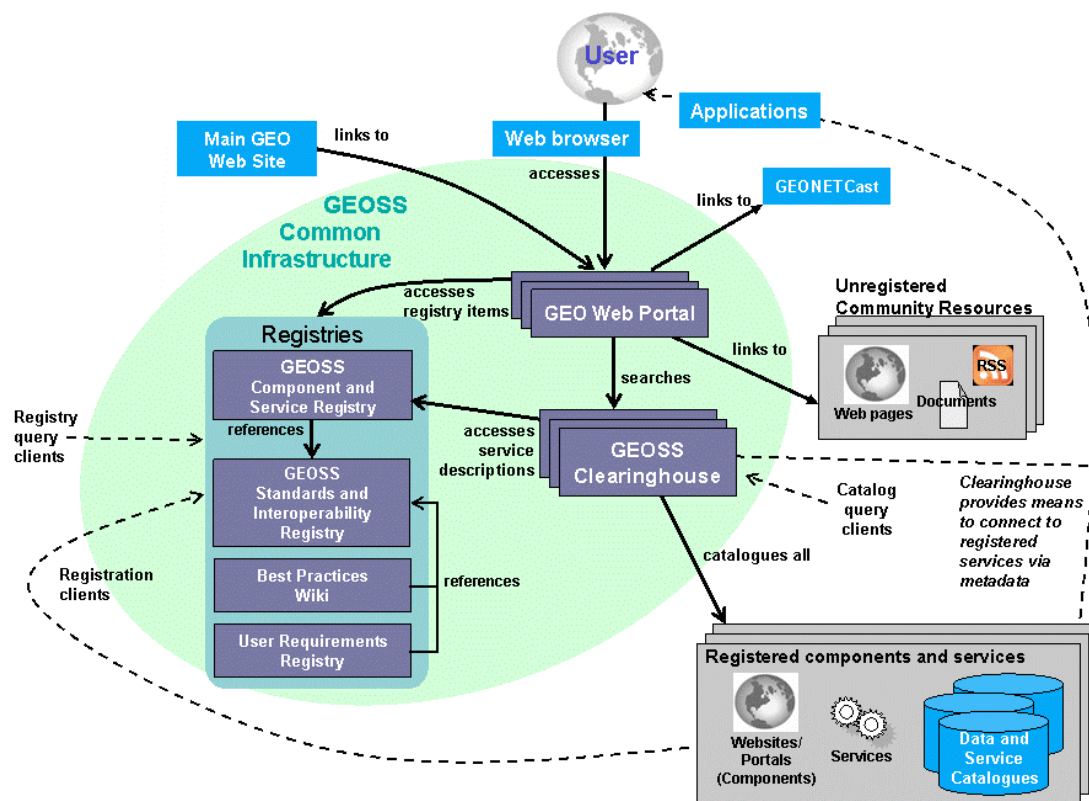 User
Applications
Main GEO
Web Site
links to
Web browser
accesses
GEONETCast
links to
GEOSS
Common
Infrastructure
accesses
registry items
GEO Web Portal
Unregistered
Community Resources
RSS
Web pages
Documents
links to
searches
Registries
GEOSS
Component and
Service Registry
references
accesses
service
descriptions
GEOSS
Clearinghouse
Registry
query
clients
GEOSS
Standards and
Interoperability
Registry
Catalog
query
clients
Clearinghouse
provides means
to connect to
registered
services via
metadata
catalogues all
Registration
clients
Best Practices
Wiki
references
User Requirements
Registry
Registered components and services
Websites/
Portals
(Components)
Services
Data and
Service
Catalogues